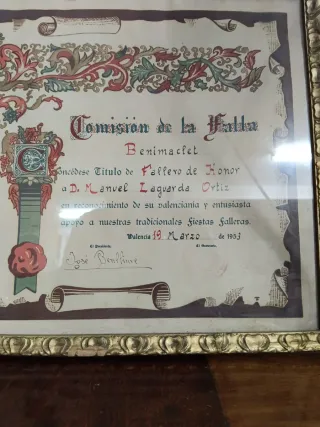 Comisión de la Falla
Benimaclet
Concédese Título de Fallero de Honor
a D. Manuel Laguarda Ortiz
en reconocimiento de su valenciania y entusiasta
apoyo a nuestras tradicionales Fiestas Falleras.
Valencia 19 Marzo de 1953
El Presidente, El Secretario,
José